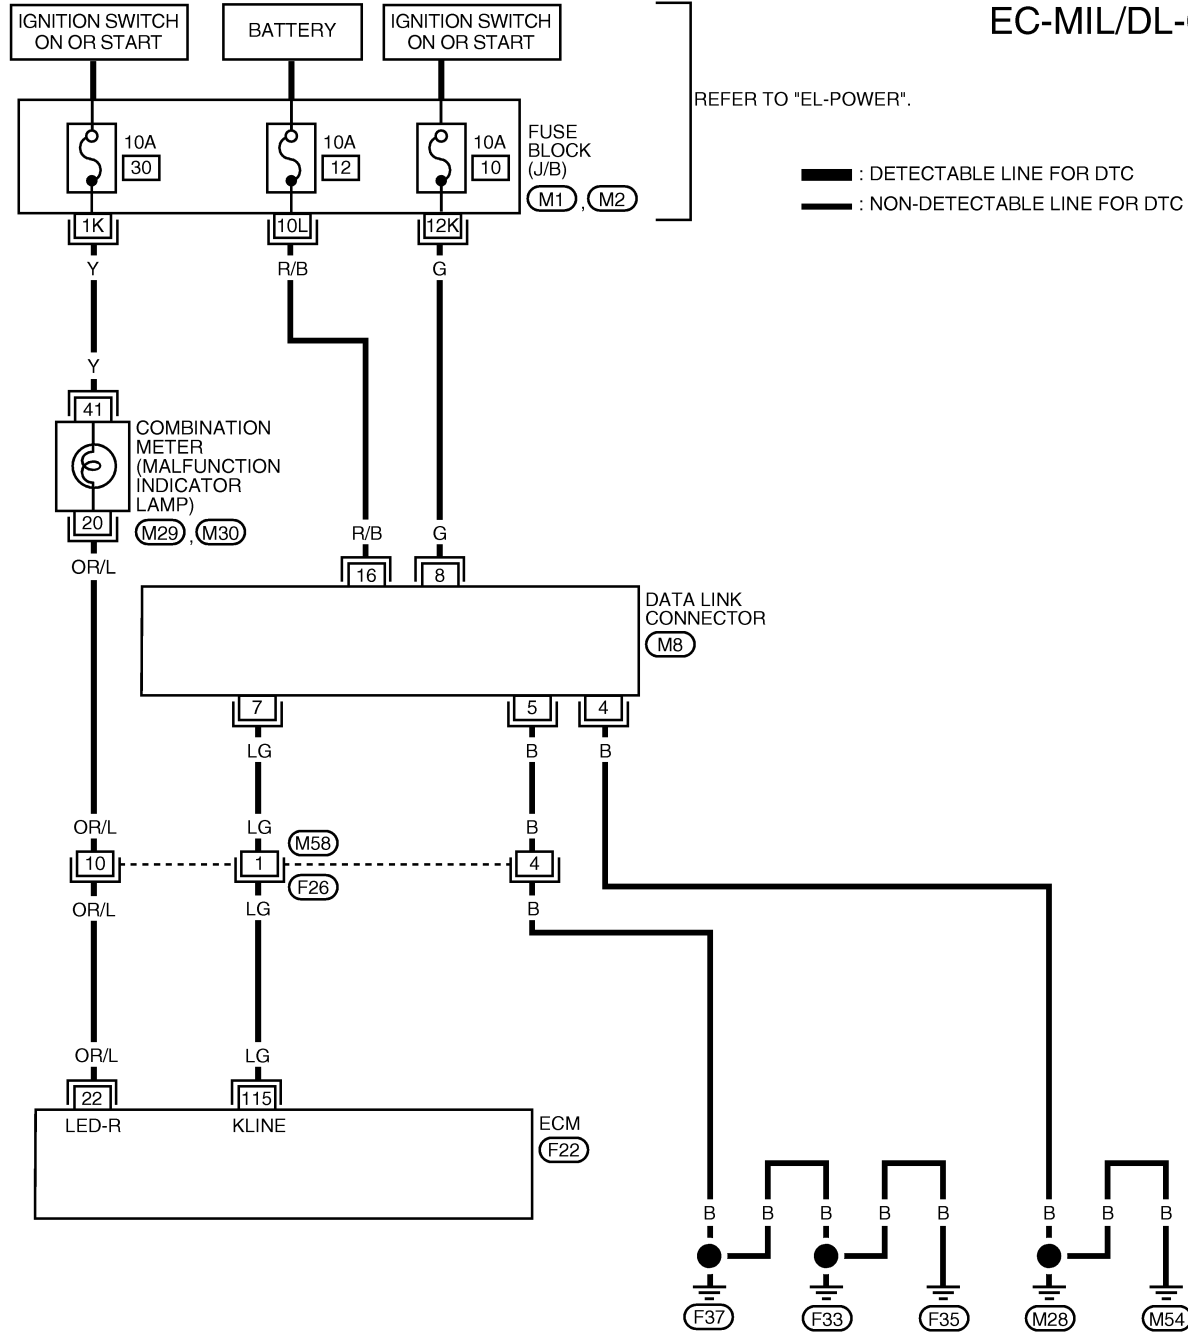 EC-MIL/DL-
IGNITION SWITCH
ON OR START
BATTERY
IGNITION SWITCH
ON OR START
REFER TO "EL-POWER".
10A
30
10A
12
10A
10
FUSE
BLOCK
(J/B)
M1 , M2
: DETECTABLE LINE FOR DTC
: NON-DETECTABLE LINE FOR DTC
1K
10L
12K
Y
R/B
G
Y
41
COMBINATION
METER
(MALFUNCTION
INDICATOR
LAMP)
M29 , M30
20
OR/L
R/B
G
16
8
DATA LINK
CONNECTOR
M8
7
5
4
LG
B
B
OR/L
LG
B
M58
10
1
4
F26
OR/L
LG
B
OR/L
LG
22
115
LED-R
KLINE
ECM
F22
B
B
B
B
B
B
B
B
F37
F33
F35
M28
M54